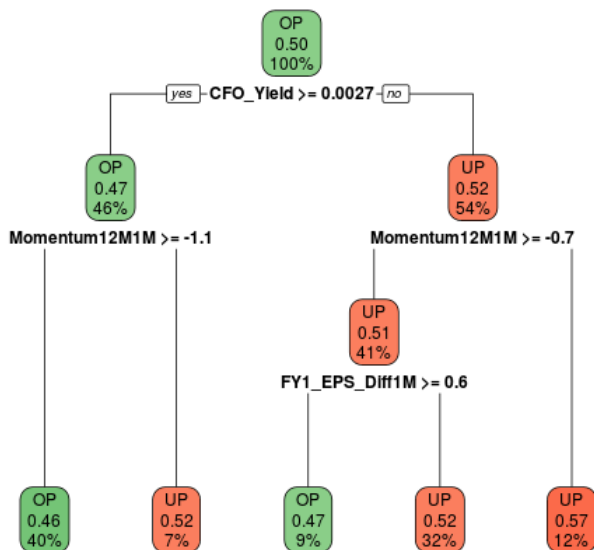 OP
0.50
100%
yes CFO_Yield >= 0.0027 no
OP
0.47
46%
UP
0.52
54%
Momentum12M1M >= -1.1
Momentum12M1M >= -0.7
UP
0.51
41%
FY1_EPS_Diff1M >= 0.6
OP
0.46
40%
UP
0.52
7%
OP
0.47
9%
UP
0.52
32%
UP
0.57
12%